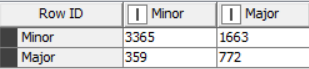 Row ID Minor Major
Minor 3365 1663
Major 359 772